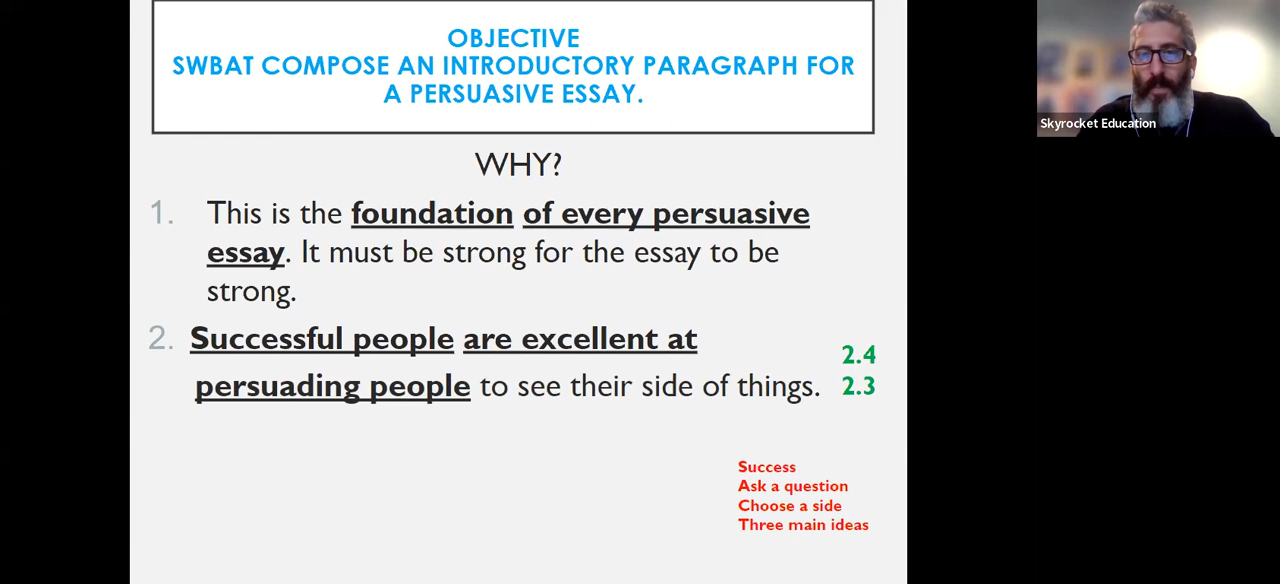 OBJECTIVE
SWBAT COMPOSE AN INTRODUCTORY PARAGRAPH FOR
A PERSUASIVE ESSAY.
WHY?
1. This is the foundation of every persuasive
essay. It must be strong for the essay to be
strong.
2. Successful people are excellent at
persuading people to see their side of things.
2.4
2.3
Success
Ask a question
Choose a side
Three main ideas
Skyrocket Education